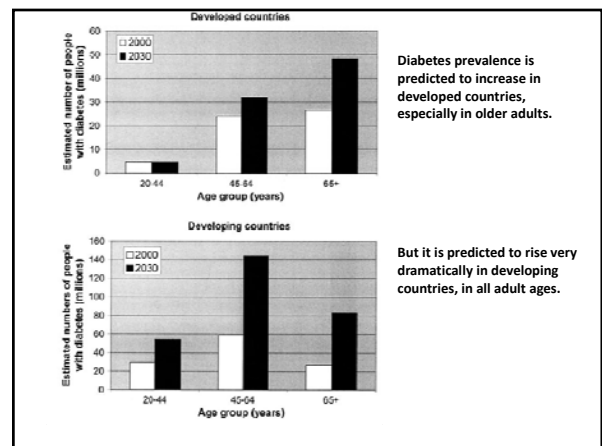 Developed countries
Estimated number of people
with diabetes (millions)
60
50
40
30
20
10
0
2000
2030
20-44
45-64
65+
Age group (years)
Diabetes prevalence is
predicted to increase in
developed countries,
especially in older adults.
Developing countries
Estimated numbers of people
with diabetes (millions)
160
140
120
100
80
60
40
20
0
2000
2030
20-44
45-64
65+
Age group (years)
But it is predicted to rise very
dramatically in developing
countries, in all adult ages.